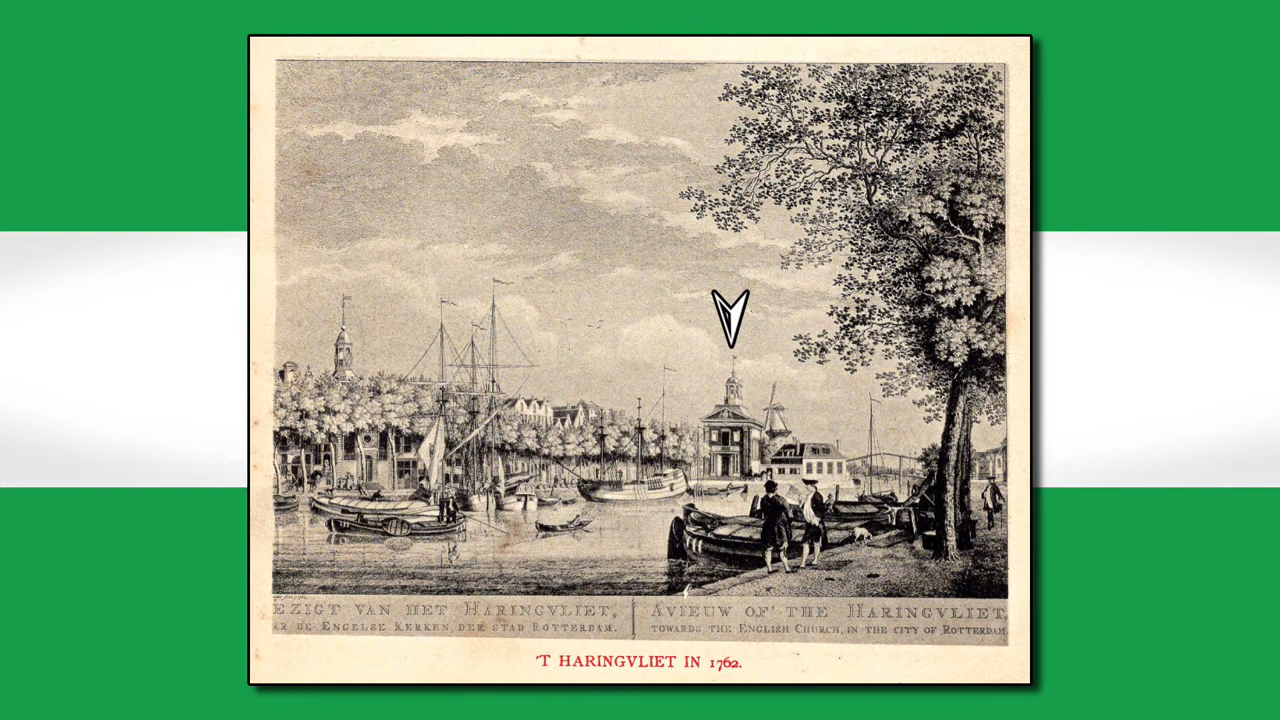 EZIGT VAN HET HARINGVLIET,
AR DE ENGELSE KERKEN, DER STAD ROTTERDAM.
A VIEUW OF THE HARINGVLIET,
TOWARDS THE ENGLISH CHURCH, IN THE CITY OF ROTTERDAM
'T HARINGVLIET IN 1762.